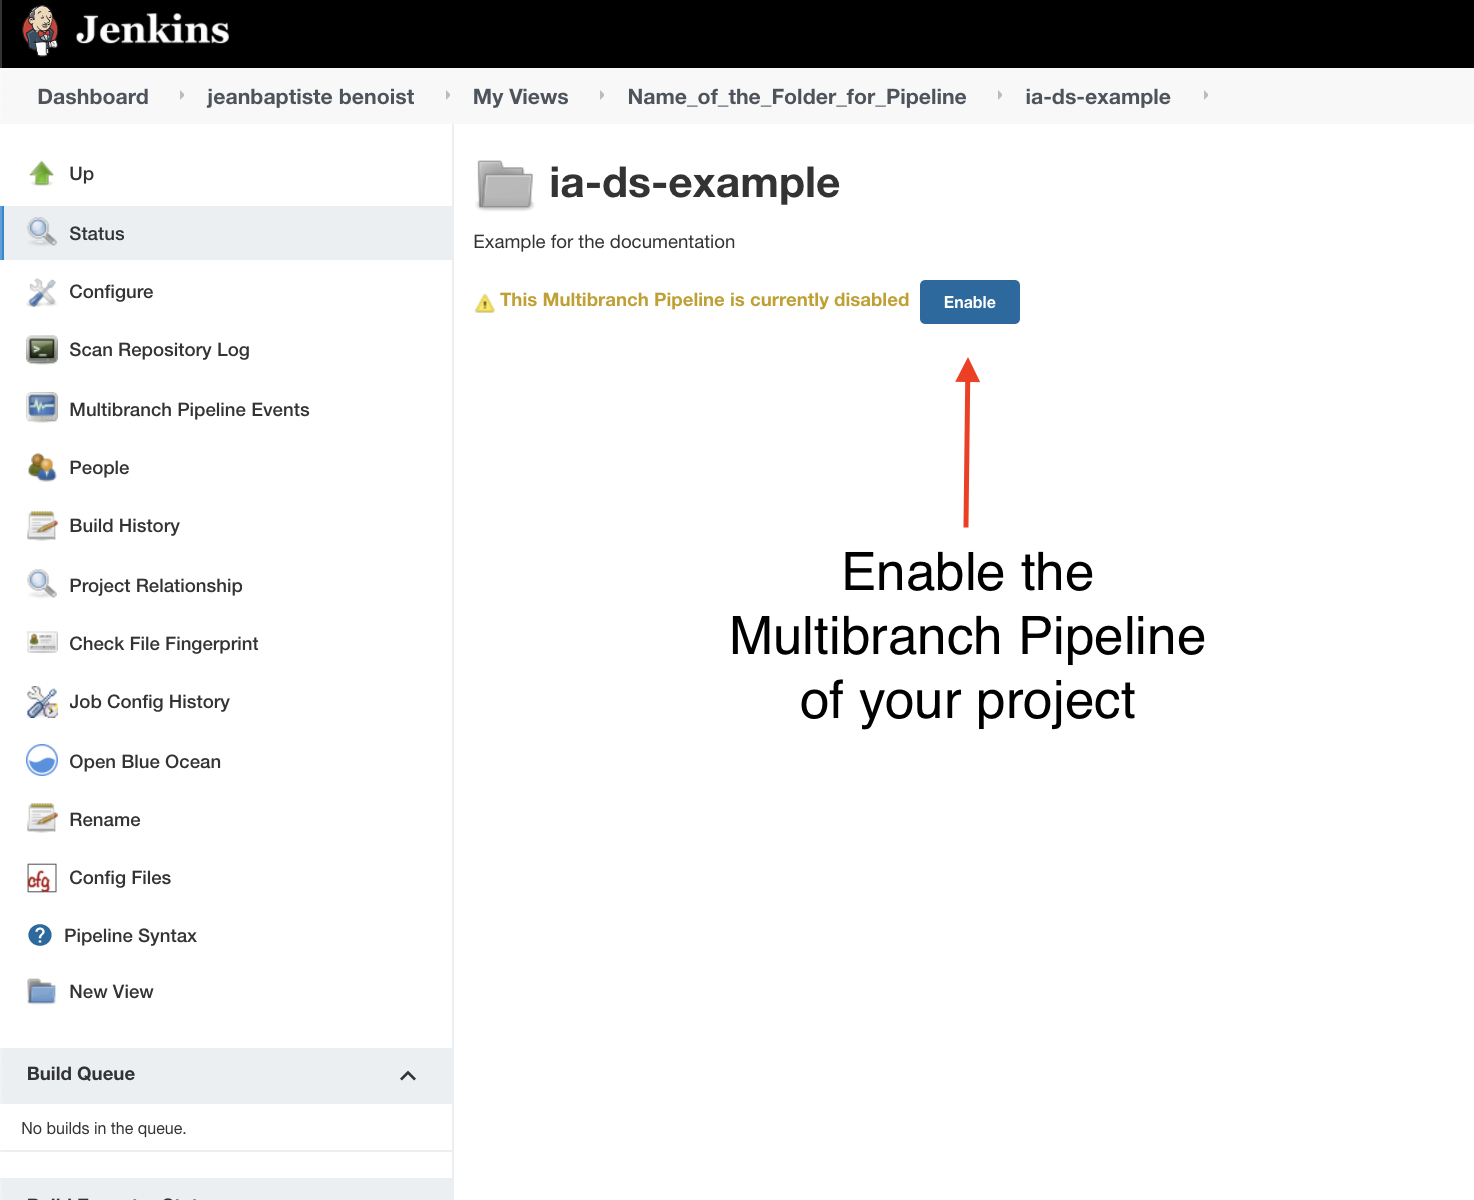 Jenkins
Dashboard jeanbaptiste benoist My Views Name_of_the_Folder_for_Pipeline ia-ds-example
Up
Status
Configure
Scan Repository Log
Multibranch Pipeline Events
People
Build History
Project Relationship
Check File Fingerprint
Job Config History
Open Blue Ocean
Rename
cfg Config Files
? Pipeline Syntax
New View
Build Queue
No builds in the queue.
ia-ds-example
Example for the documentation
This Multibranch Pipeline is currently disabled Enable
Enable the
Multibranch Pipeline
of your project